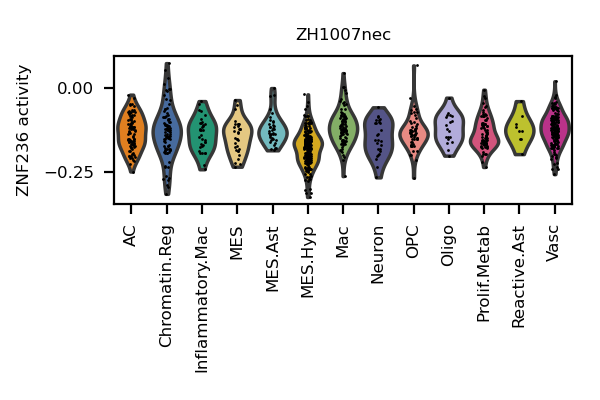 ZH1007nec
ZNF236 activity
0.00
−0.25
AC
Chromatin.Reg
Inflammatory.Mac
MES
MES.Ast
MES.Hyp
Mac
Neuron
OPC
Oligo
Prolif.Metab
Reactive.Ast
Vasc